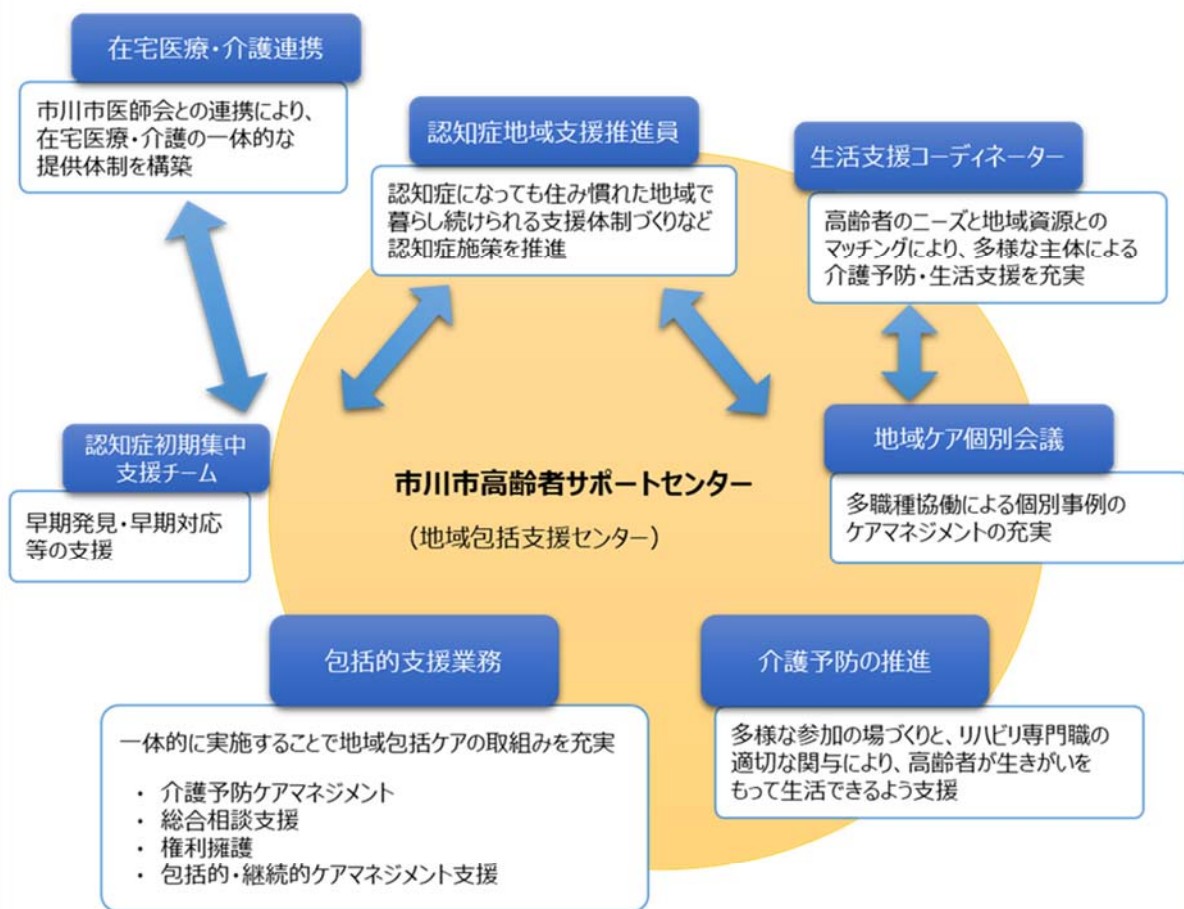 在宅医療・介護連携
市川市医師会との連携により、
在宅医療・介護の一体的な
提供体制を構築
認知症地域支援推進員
認知症になっても住み慣れた地域で
暮らし続けられる支援体制づくりなど
認知症施策を推進
生活支援コーディネーター
高齢者のニーズと地域資源との
マッチングにより、多様な主体による
介護予防・生活支援を充実
認知症初期集中
支援チーム
早期発見・早期対応
等の支援
市川市高齢者サポートセンター
（地域包括支援センター）
地域ケア個別会議
多職種協働による個別事例の
ケアマネジメントの充実
包括的支援業務
一体的に実施することで地域包括ケアの取組みを充実
・ 介護予防ケアマネジメント
・ 総合相談支援
・ 権利擁護
・ 包括的・継続的ケアマネジメント支援
介護予防の推進
多様な参加の場づくりと、リハビリ専門職の
適切な関与により、高齢者が生きがいを
もって生活できるよう支援